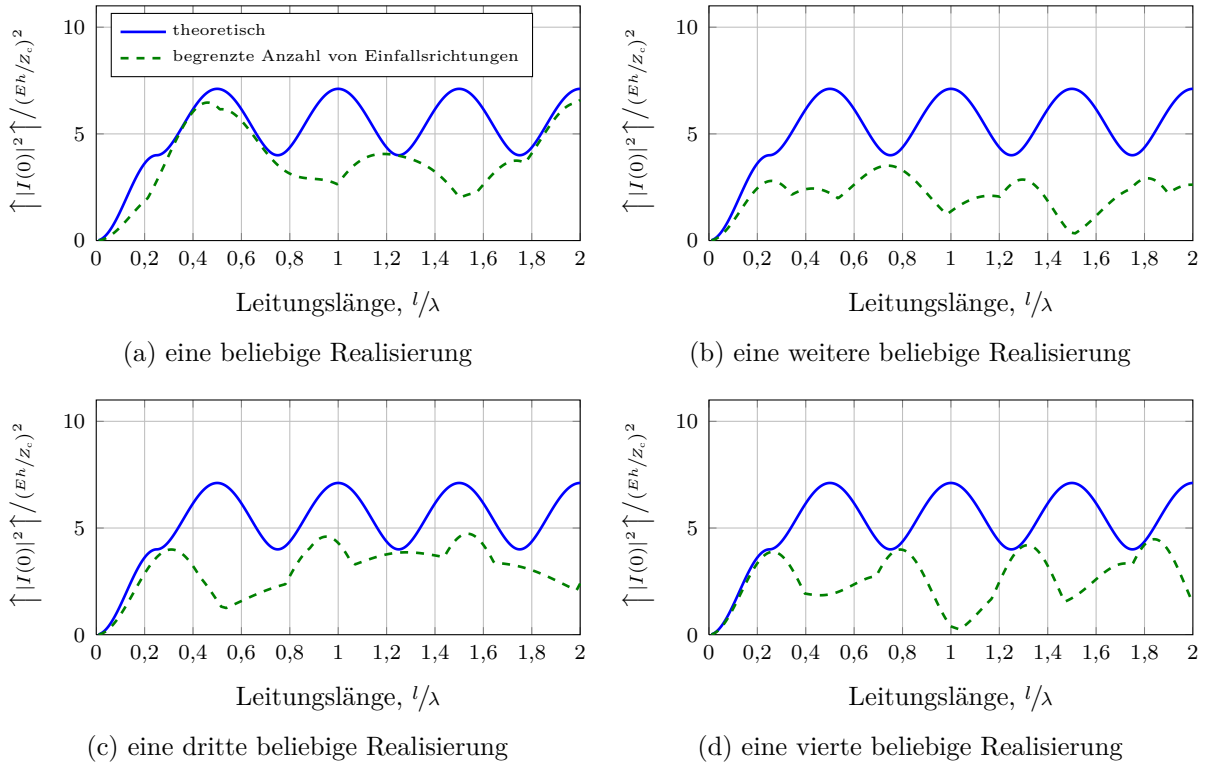 theoretisch
begrenzte Anzahl von Einfallsrichtungen
10
5
0
0 0,2 0,4 0,6 0,8 1 1,2 1,4 1,6 1,8 2
Leitungslänge, l/λ
↑|I(0)|²↑/(Eh/Zc)²
(a) eine beliebige Realisierung
10
5
0
0 0,2 0,4 0,6 0,8 1 1,2 1,4 1,6 1,8 2
Leitungslänge, l/λ
↑|I(0)|²↑/(Eh/Zc)²
(b) eine weitere beliebige Realisierung
10
5
0
0 0,2 0,4 0,6 0,8 1 1,2 1,4 1,6 1,8 2
Leitungslänge, l/λ
↑|I(0)|²↑/(Eh/Zc)²
(c) eine dritte beliebige Realisierung
10
5
0
0 0,2 0,4 0,6 0,8 1 1,2 1,4 1,6 1,8 2
Leitungslänge, l/λ
↑|I(0)|²↑/(Eh/Zc)²
(d) eine vierte beliebige Realisierung